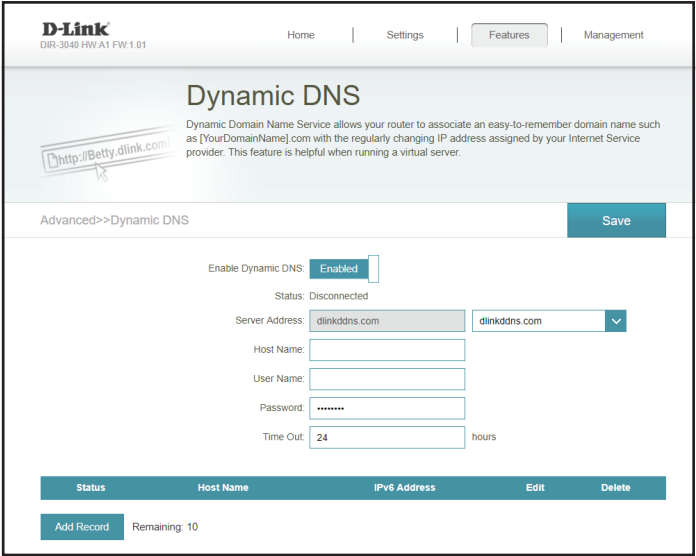 D-Link
DIR-3040 HW:A1 FW:1.01
Home | Settings | Features | Management
Dynamic DNS
Dynamic Domain Name Service allows your router to associate an easy-to-remember domain name such
as [YourDomainName].com with the regularly changing IP address assigned by your Internet Service
provider. This feature is helpful when running a virtual server.
http://Betty.dlink.com/
Advanced>>Dynamic DNS
Save
Enable Dynamic DNS: Enabled
Status: Disconnected
Server Address: dlinkddns.com dlinkddns.com
Host Name:
User Name:
Password: ••••••••
Time Out: 24 hours
Status Host Name IPv6 Address Edit Delete
Add Record Remaining: 10